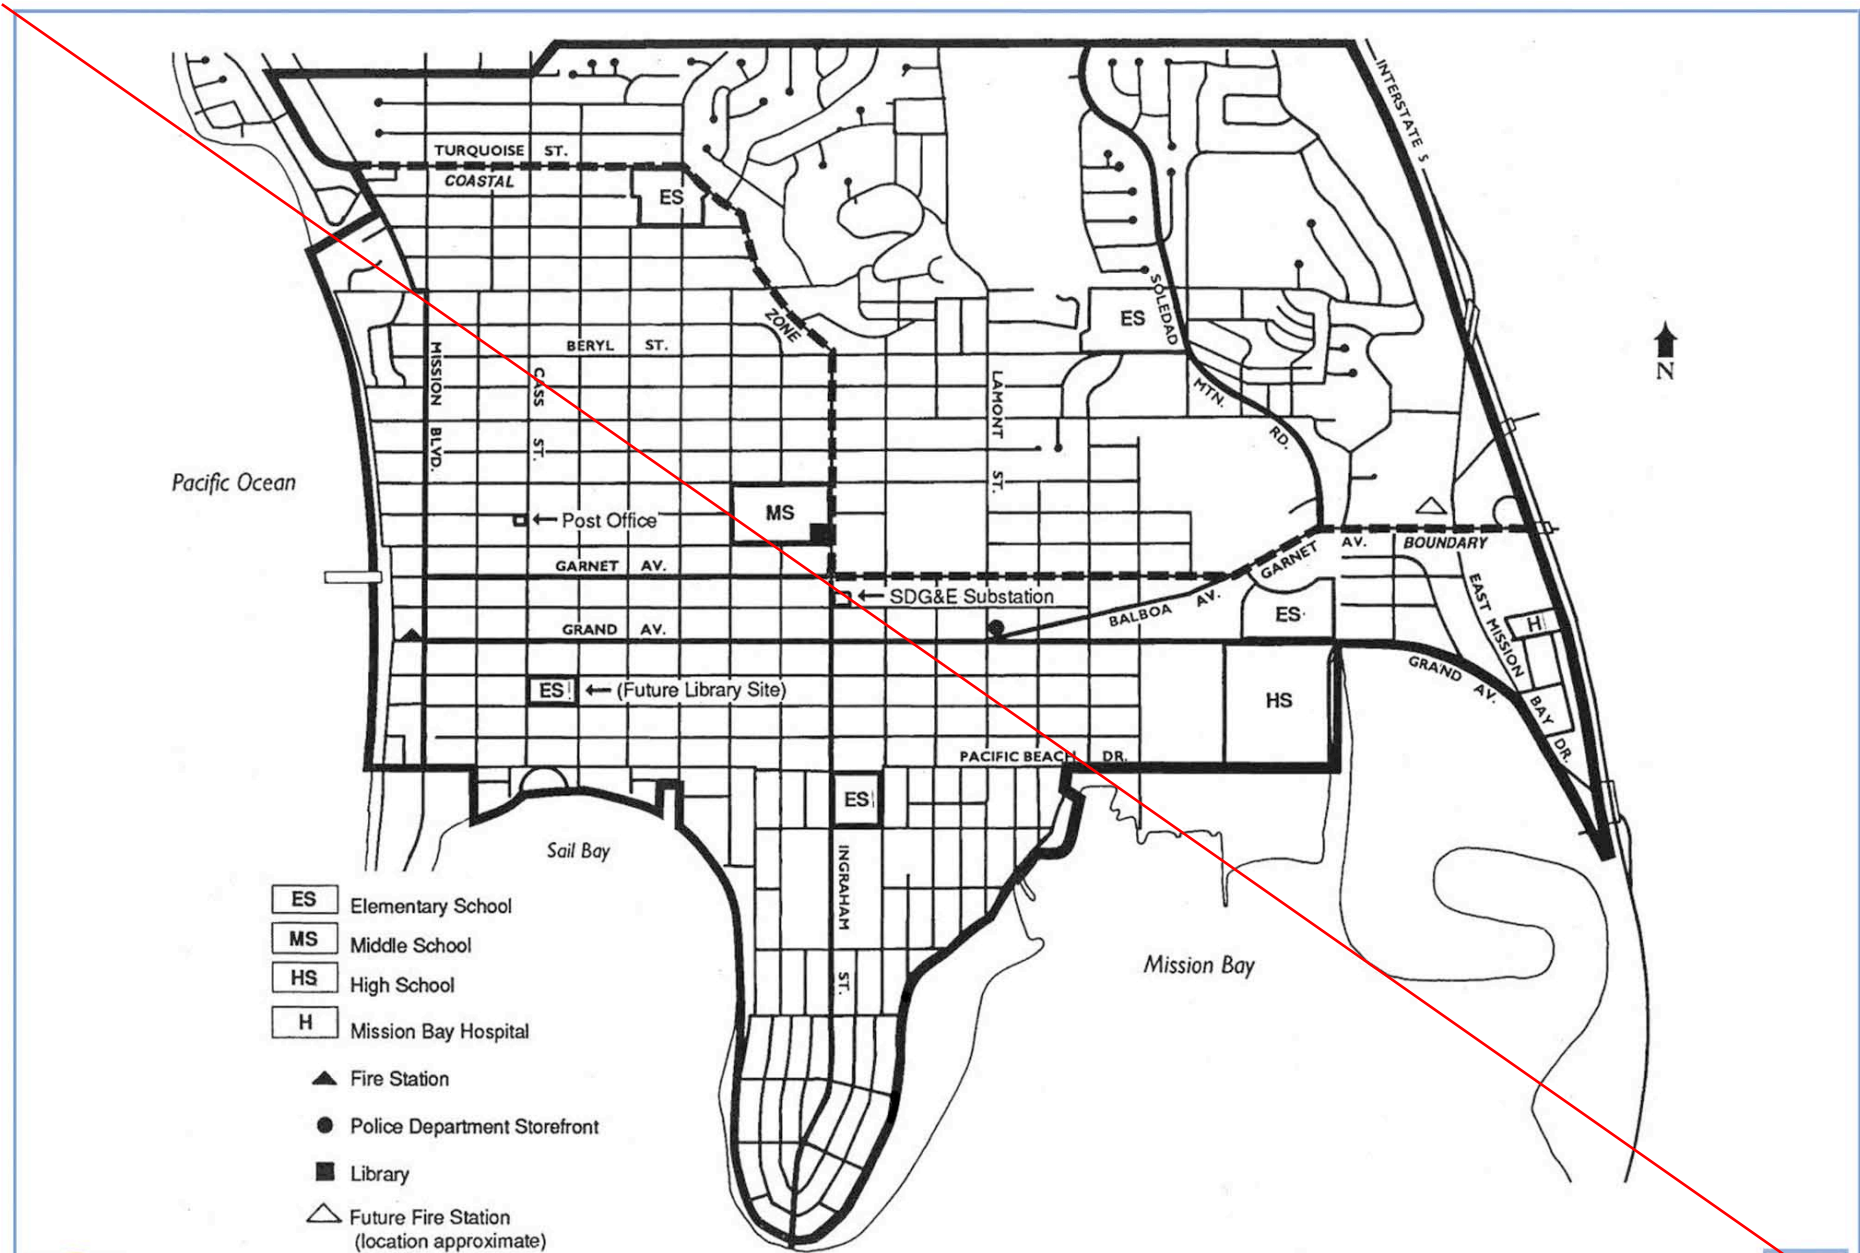 INTERSTATE 5
TURQUOISE ST.
COASTAL
ES
ZONE
SOLEDAD
ES
MTN.
RD.
BERYL ST.
MISSION BLVD.
CASS ST.
LAMONT ST.
N
Pacific Ocean
MS
Post Office
GARNET AV.
GARNET AV.
BOUNDARY
SDG&E Substation
BALBOA AV.
ES
EAST MISSION BAY DR.
H
GRAND AV.
GRAND AV.
ES
(Future Library Site)
HS
PACIFIC BEACH DR.
ES
Sail Bay
INGRAHAM ST.
Mission Bay
ES Elementary School
MS Middle School
HS High School
H Mission Bay Hospital
Fire Station
Police Department Storefront
Library
Future Fire Station
(location approximate)